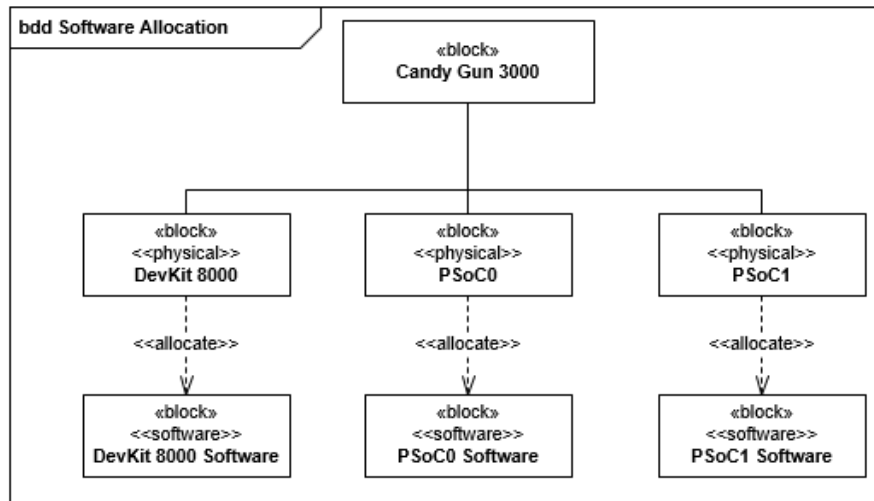 bdd Software Allocation
«block»
Candy Gun 3000
«block»
<<physical>>
DevKit 8000
«block»
<<physical>>
PSoC0
«block»
<<physical>>
PSoC1
<<allocate>>
<<allocate>>
<<allocate>>
«block»
<<software>>
DevKit 8000 Software
«block»
<<software>>
PSoC0 Software
«block»
<<software>>
PSoC1 Software